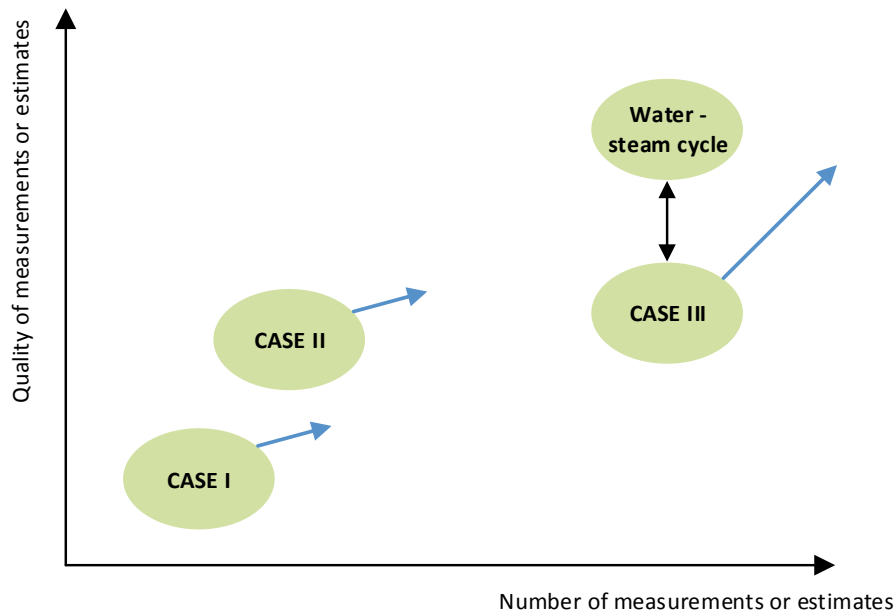 Quality of measurements or estimates
Water -
steam cycle
CASE III
CASE II
CASE I
Number of measurements or estimates